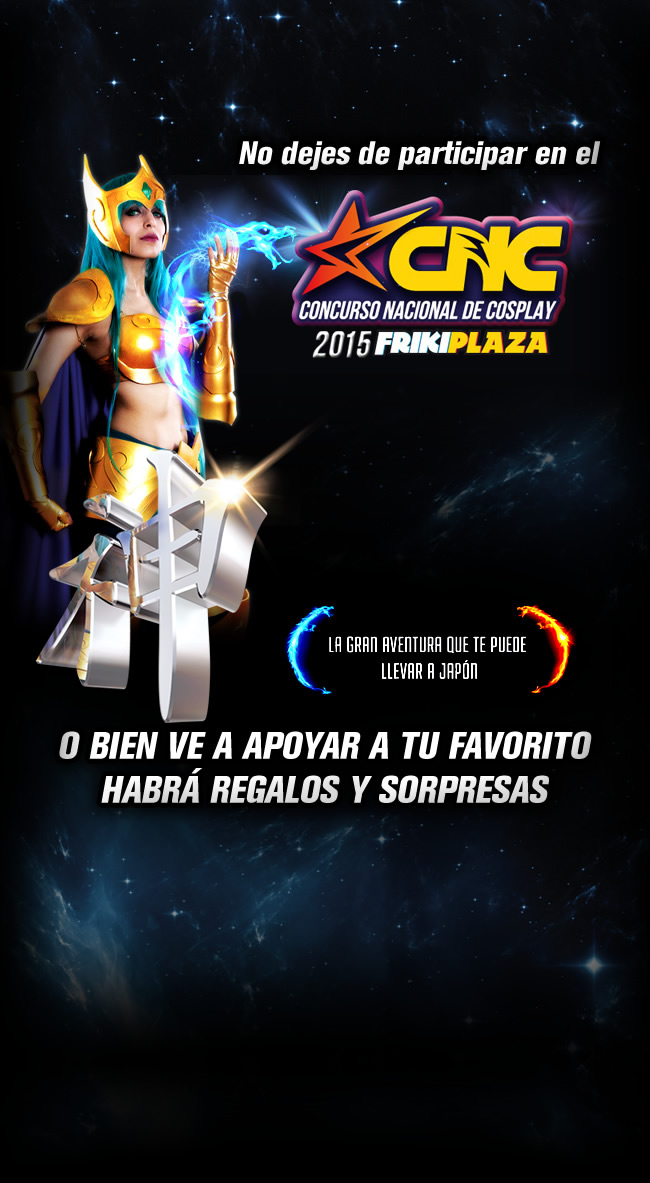 No dejes de participar en el
CNC
CONCURSO NACIONAL DE COSPLAY
2015 FRIKIPLAZA
神
LA GRAN AVENTURA QUE TE PUEDE
LLEVAR A JAPÓN
O BIEN VE A APOYAR A TU FAVORITO
HABRÁ REGALOS Y SORPRESAS